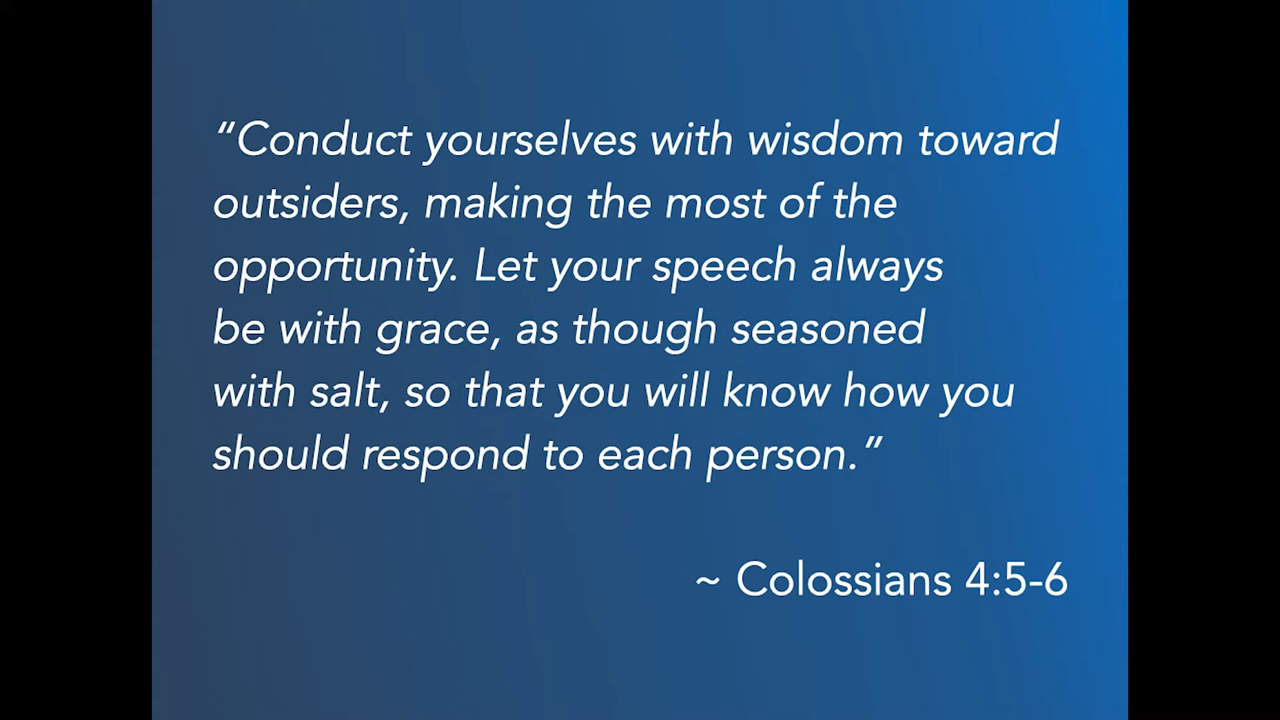 “Conduct yourselves with wisdom toward
outsiders, making the most of the
opportunity. Let your speech always
be with grace, as though seasoned
with salt, so that you will know how you
should respond to each person.”
~ Colossians 4:5-6